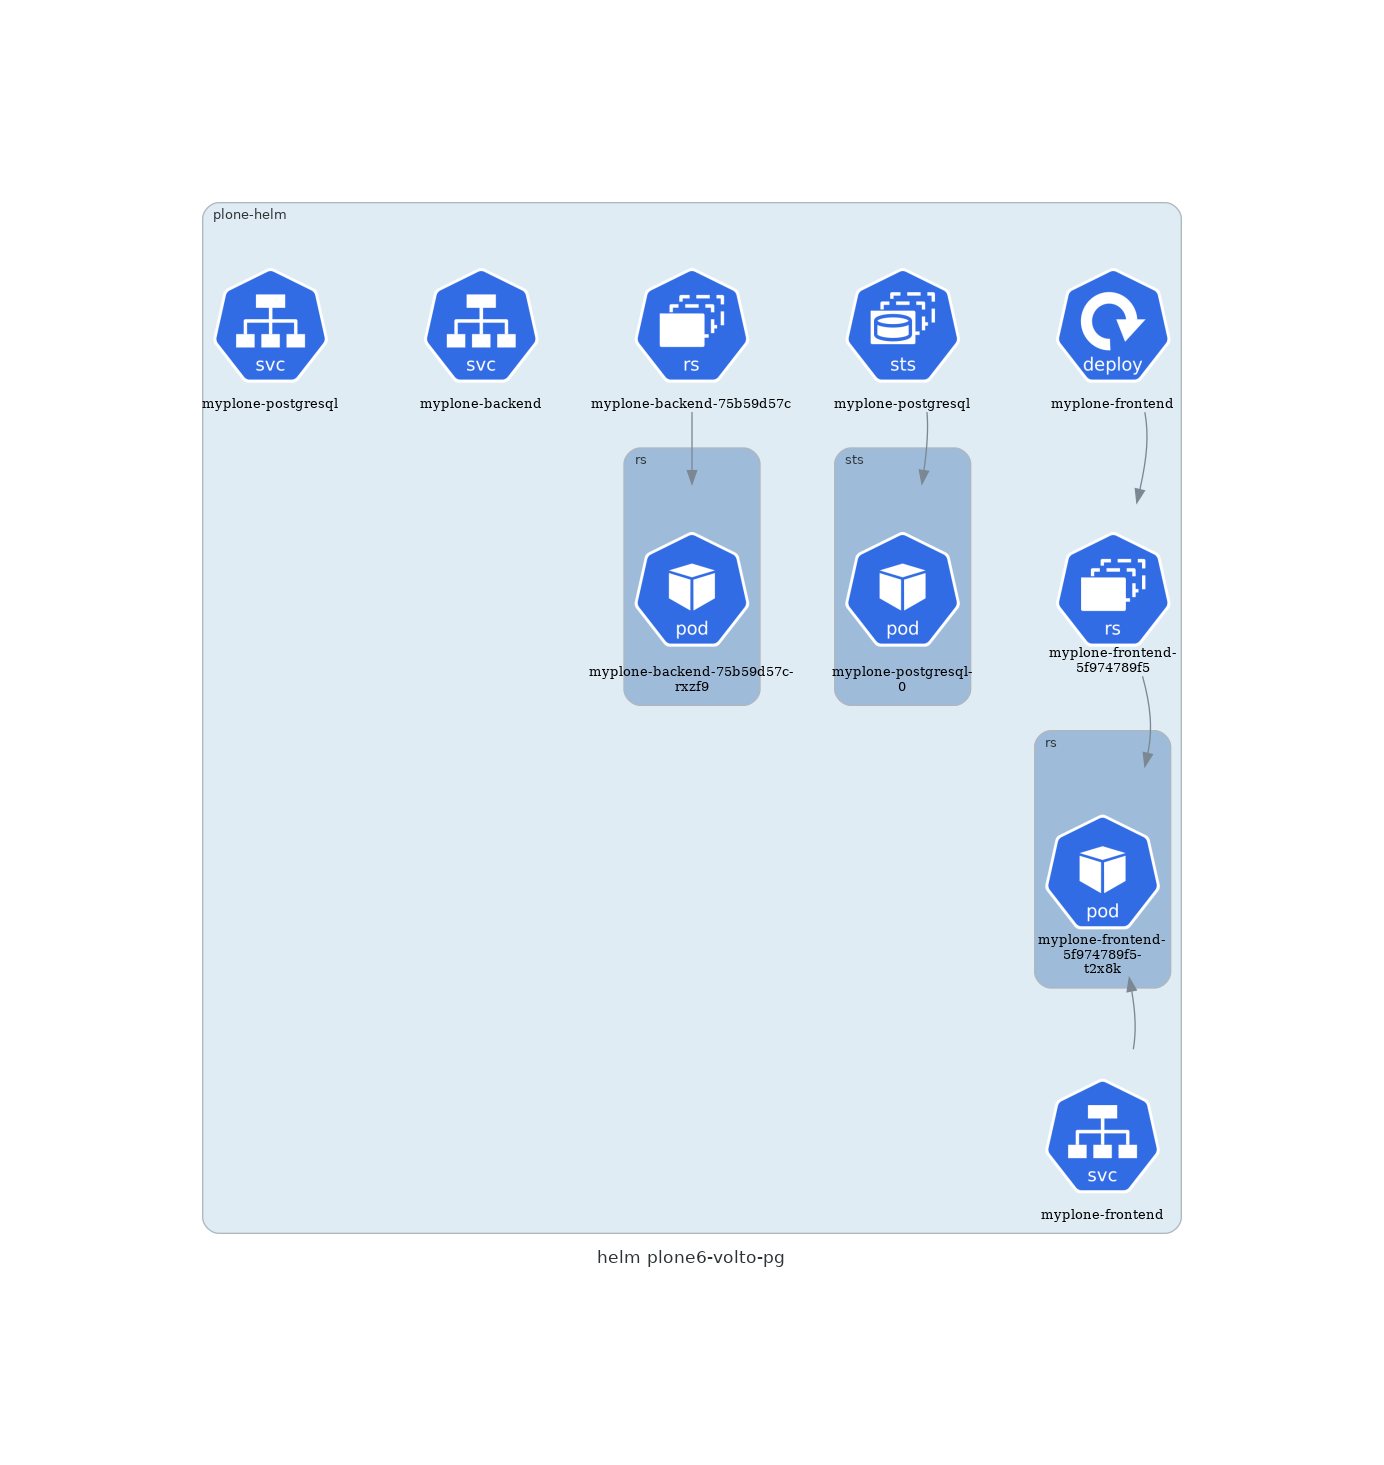 plone-helm
svc
svc
rs
sts
deploy
myplone-postgresql
myplone-backend
myplone-backend-75b59d57c
myplone-postgresql
myplone-frontend
rs
sts
pod
pod
rs
myplone-backend-75b59d57c-
rxzf9
myplone-postgresql-
0
myplone-frontend-
5f974789f5
rs
pod
myplone-frontend-
5f974789f5-
t2x8k
svc
myplone-frontend
helm plone6-volto-pg